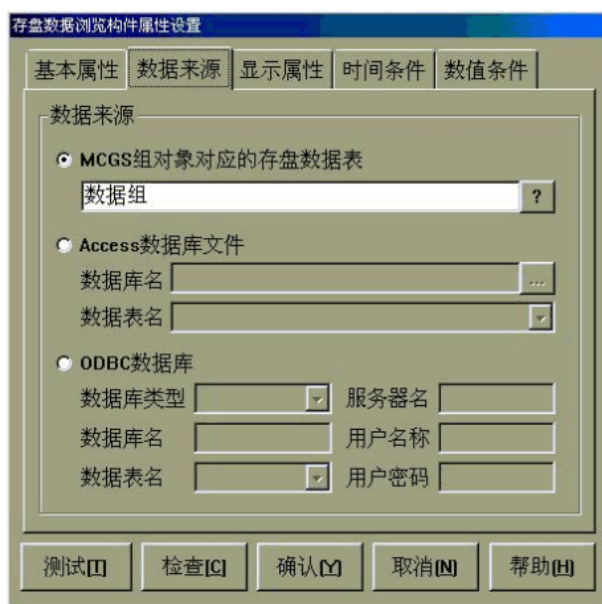 存盘数据浏览构件属性设置
基本属性 数据来源 显示属性 时间条件 数值条件
数据来源
MCGS组对象对应的存盘数据表
数据组 ?
Access数据库文件
数据库名 ...
数据表名
ODBC数据库
数据库类型 服务器名
数据库名 用户名称
数据表名 用户密码
测试[T] 检查[C] 确认[Y] 取消[N] 帮助[H]